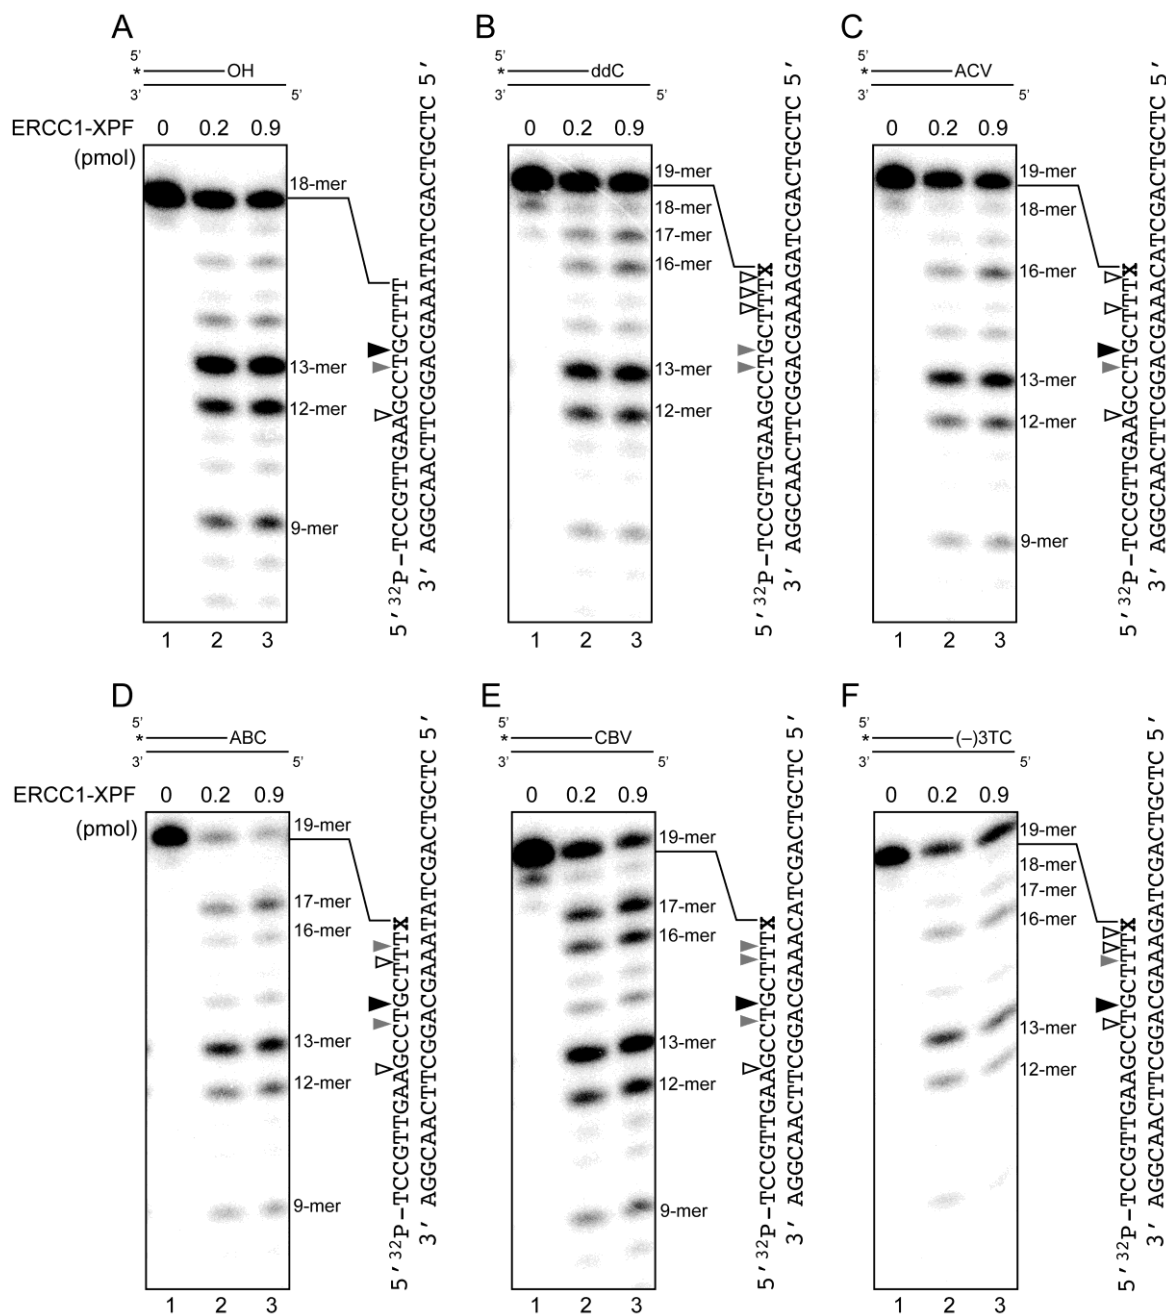 A
5'
* OH
3' 5'
ERCC1-XPF 0 0.2 0.9
(pmol)
18-mer
13-mer
12-mer
9-mer
1 2 3
5' ³²P-TCCGTTGAAGCCTGCTTT
3' AGGCAACTTCGGACGAAATATCGACTGCTC 5'
B
5'
* ddC
3' 5'
0 0.2 0.9
19-mer
18-mer
17-mer
16-mer
13-mer
12-mer
1 2 3
5' ³²P-TCCGTTGAAGCCTGCTTTX
3' AGGCAACTTCGGACGAAAGATCGACTGCTC 5'
C
5'
* ACV
3' 5'
0 0.2 0.9
19-mer
18-mer
16-mer
13-mer
12-mer
9-mer
1 2 3
5' ³²P-TCCGTTGAAGCCTGCTTTX
3' AGGCAACTTCGGACGAAACATCGACTGCTC 5'
D
5'
* ABC
3' 5'
ERCC1-XPF 0 0.2 0.9
(pmol)
19-mer
17-mer
16-mer
13-mer
12-mer
9-mer
1 2 3
5' ³²P-TCCGTTGAAGCCTGCTTTX
3' AGGCAACTTCGGACGAAATATCGACTGCTC 5'
E
5'
* CBV
3' 5'
0 0.2 0.9
19-mer
17-mer
16-mer
13-mer
12-mer
9-mer
1 2 3
5' ³²P-TCCGTTGAAGCCTGCTTTX
3' AGGCAACTTCGGACGAAACATCGACTGCTC 5'
F
5'
* (–)3TC
3' 5'
0 0.2 0.9
19-mer
18-mer
17-mer
16-mer
13-mer
12-mer
1 2 3
5' ³²P-TCCGTTGAAGCCTGCTTTX
3' AGGCAACTTCGGACGAAAGATCGACTGCTC 5'